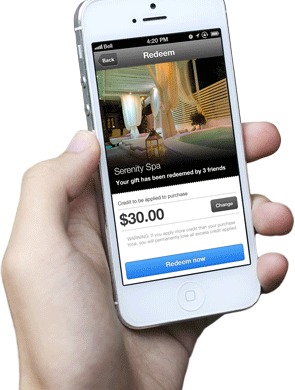 Bell 4:20 PM
Back Redeem
Serenity Spa
Your gift has been redeemed by 3 friends
Credit to be applied to purchase
$30.00 Change
WARNING: If you apply more credit than your purchase
total, you will permanently lose all excess credit applied
Redeem now